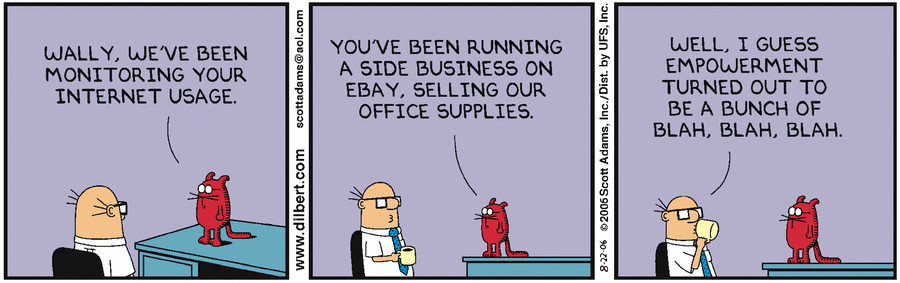 WALLY, WE'VE BEEN
MONITORING YOUR
INTERNET USAGE.
www.dilbert.com
scottadams@aol.com
YOU'VE BEEN RUNNING
A SIDE BUSINESS ON
EBAY, SELLING OUR
OFFICE SUPPLIES.
8-22-06 ©2006 Scott Adams, Inc./Dist. by UFS, Inc.
WELL, I GUESS
EMPOWERMENT
TURNED OUT TO
BE A BUNCH OF
BLAH, BLAH, BLAH.